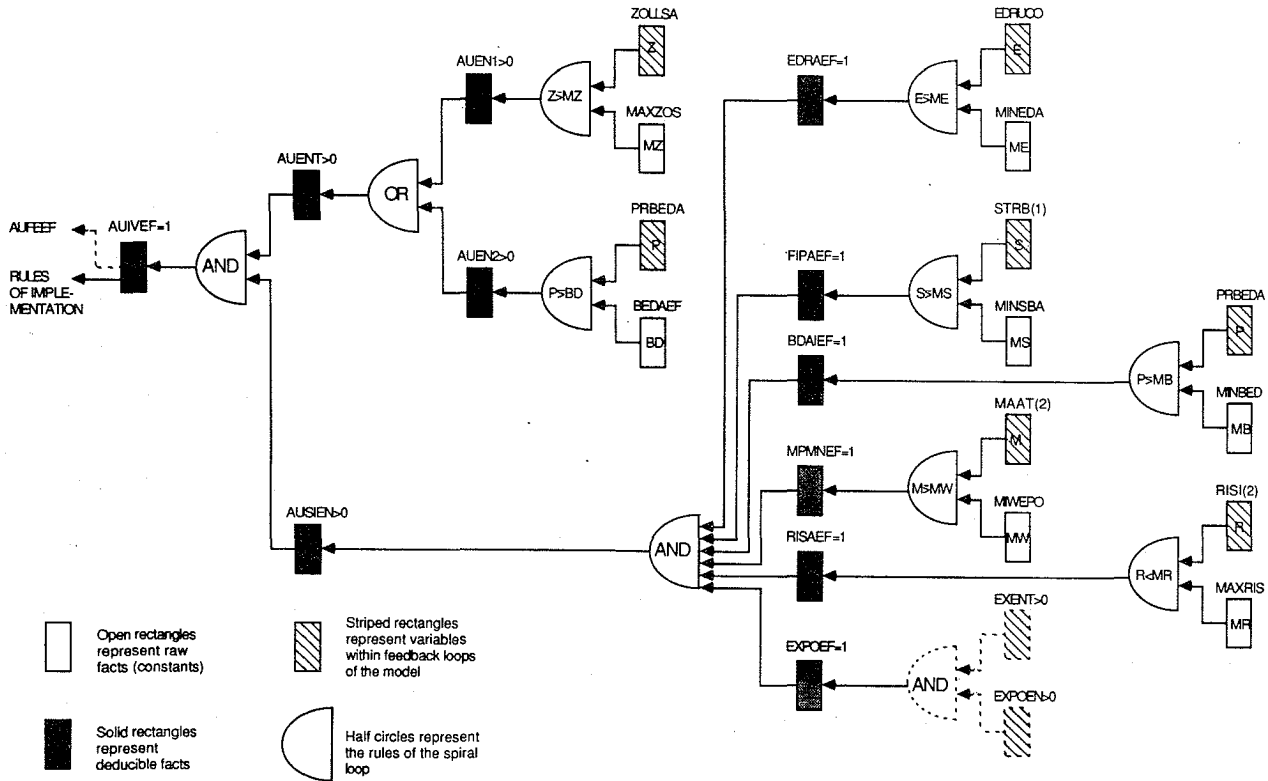 ZOLLSA
Z
EDRUCO
E
AUEN1>0
Z≥MZ
MAXZOS
MZ
EDRAEF=1
E≥ME
MINEDA
ME
AUENT>0
OR
PRBEDA
P
STRB(1)
S
AUFEEF
AUIVEF=1
AND
RULES
OF IMPLE-
MENTATION
AUEN2>0
P≥BD
BEDAEF
BD
FIPAEF=1
S≥MS
MINSBA
MS
PRBEDA
P
BDAIEF=1
MINBED
MB
MAAT(2)
M
MPMNEF=1
MIWEPO
MW
RISI(2)
R
AUSIEN>0
AND
RISAEF=1
R<MR
MAXRIS
MR
EXENT>0
EXPOEF=1
AND
EXPOEN>0
Open rectangles
represent raw
facts (constants)
Striped rectangles
represent variables
within feedback loops
of the model
Solid rectangles
represent
deducible facts
Half circles represent
the rules of the spiral
loop